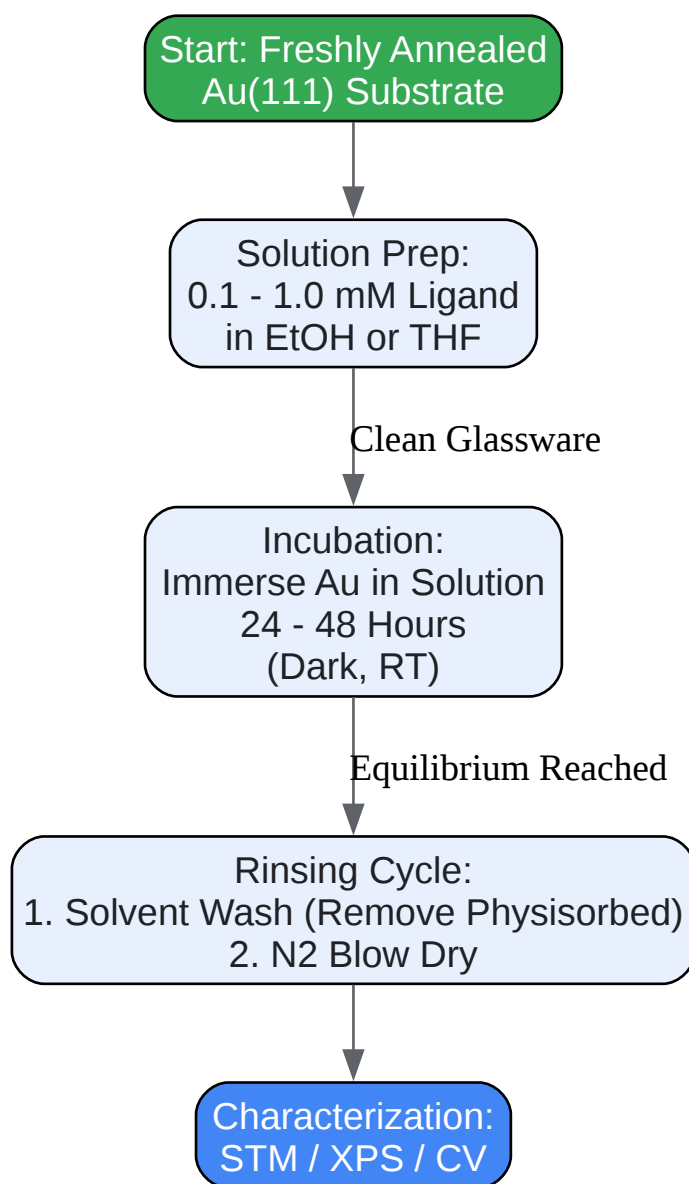 Start: Freshly Annealed
Au(111) Substrate
Solution Prep:
0.1 - 1.0 mM Ligand
in EtOH or THF
Clean Glassware
Incubation:
Immerse Au in Solution
24 - 48 Hours
(Dark, RT)
Equilibrium Reached
Rinsing Cycle:
1. Solvent Wash (Remove Physisorbed)
2. N2 Blow Dry
Characterization:
STM / XPS / CV